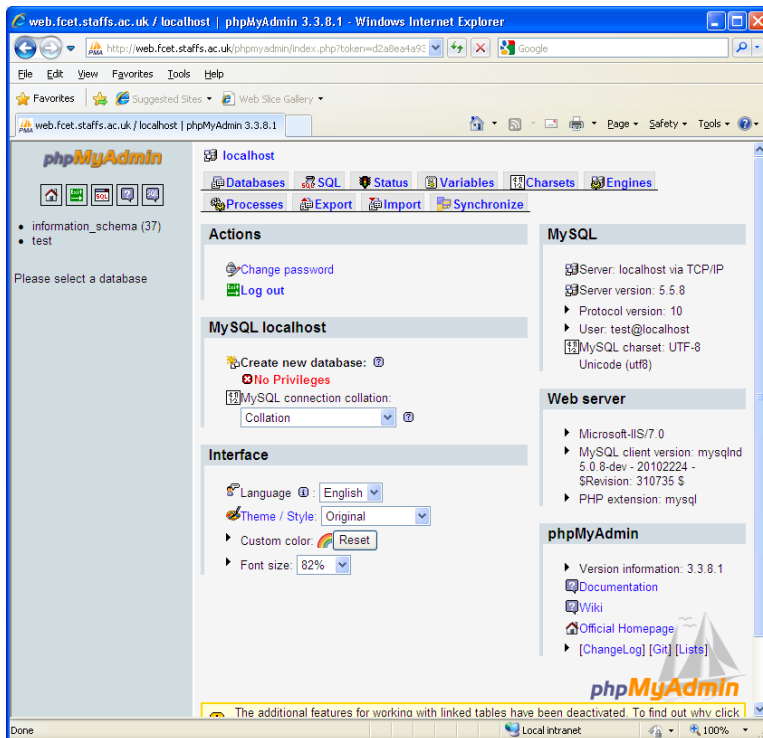 web.fcet.staffs.ac.uk / localhost | phpMyAdmin 3.3.8.1 - Windows Internet Explorer
http://web.fcet.staffs.ac.uk/phpmyadmin/index.php?token=d2a8ea4a93
Google
File Edit View Favorites Tools Help
Favorites Suggested Sites Web Slice Gallery
web.fcet.staffs.ac.uk / localhost | phpMyAdmin 3.3.8.1
Page Safety Tools
phpMyAdmin
SQL
information_schema (37)
test
Please select a database
localhost
Databases SQL Status Variables Charsets Engines
Processes Export Import Synchronize
Actions
Change password
Log out
MySQL localhost
Create new database:
No Privileges
MySQL connection collation:
Collation
Interface
Language : English
Theme / Style: Original
Custom color: Reset
Font size: 82%
MySQL
Server: localhost via TCP/IP
Server version: 5.5.8
Protocol version: 10
User: test@localhost
MySQL charset: UTF-8
Unicode (utf8)
Web server
Microsoft-IIS/7.0
MySQL client version: mysqlnd
5.0.8-dev - 20102224 -
$Revision: 310735 $
PHP extension: mysql
phpMyAdmin
Version information: 3.3.8.1
Documentation
Wiki
Official Homepage
[ChangeLog] [Git] [Lists]
phpMyAdmin
The additional features for working with linked tables have been deactivated. To find out why click
Done
Local intranet
100%